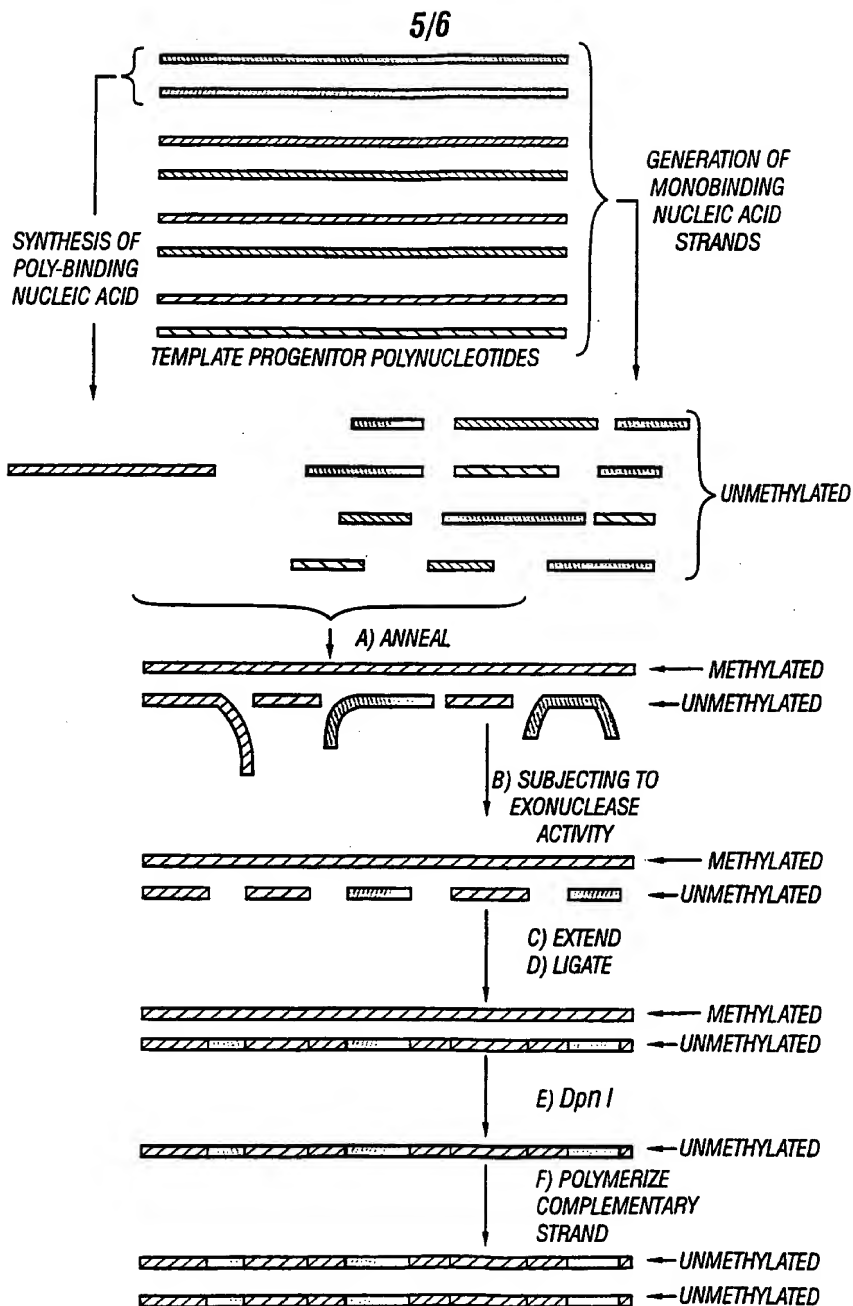 5/6
SYNTHESIS OF
POLY-BINDING
NUCLEIC ACID
GENERATION OF
MONOBINDING
NUCLEIC ACID
STRANDS
TEMPLATE PROGENITOR POLYNUCLEOTIDES
UNMETHYLATED
A) ANNEAL
METHYLATED
UNMETHYLATED
B) SUBJECTING TO
EXONUCLEASE
ACTIVITY
METHYLATED
UNMETHYLATED
C) EXTEND
D) LIGATE
METHYLATED
UNMETHYLATED
E) Dpn I
UNMETHYLATED
F) POLYMERIZE
COMPLEMENTARY
STRAND
UNMETHYLATED
UNMETHYLATED